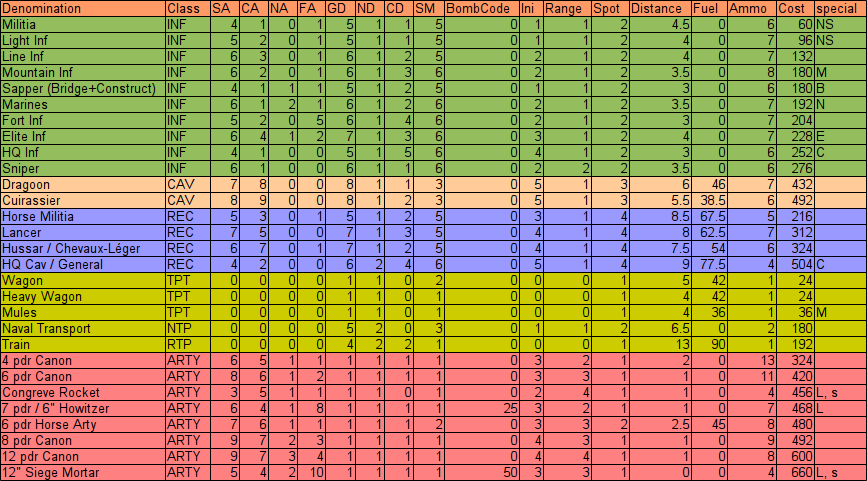 Denomination Class SA CA NA FA GD ND CD SM BombCode Ini Range Spot Distance Fuel Ammo Cost special
Militia INF 4 1 0 1 5 1 1 5 0 1 1 2 4.5 0 6 60 NS
Light Inf INF 5 2 0 1 5 1 1 5 0 2 1 2 4 0 7 96 NS
Line Inf INF 6 3 0 1 6 1 2 5 0 2 1 2 4 0 7 132
Mountain Inf INF 6 2 0 1 6 1 3 6 0 2 1 2 3.5 0 8 180 M
Sapper (Bridge+Construct) INF 4 1 1 1 5 1 2 5 0 2 1 2 3 0 6 180 B
Marines INF 6 1 2 1 6 1 2 6 0 2 1 2 3.5 0 7 192 N
Fort Inf INF 5 2 0 5 6 1 4 6 0 2 1 2 3 0 7 204
Elite Inf INF 6 4 1 2 7 1 3 6 0 3 1 2 4 0 7 228 E
HQ Inf INF 4 1 0 0 5 1 5 6 0 4 1 2 3 0 6 252 C
Sniper INF 6 1 0 0 6 1 1 6 0 2 2 2 3.5 0 6 276
Dragoon CAV 7 8 0 0 8 1 1 3 0 5 1 3 6 46 7 432
Cuirassier CAV 8 9 0 0 8 1 2 3 0 5 1 3 5.5 38.5 6 492
Horse Militia REC 5 3 0 1 5 1 2 5 0 3 1 4 8.5 67.5 5 216
Lancer REC 7 5 0 0 7 1 3 5 0 4 1 4 8 62.5 7 312
Hussar / Chevaux-Léger REC 6 7 0 1 7 1 2 5 0 4 1 4 7.5 54 6 324
HQ Cav / General REC 4 2 0 0 6 2 4 6 0 5 1 4 9 77.5 4 504 C
Wagon TPT 0 0 0 0 1 1 0 2 0 0 0 1 5 42 1 24
Heavy Wagon TPT 0 0 0 0 1 1 0 1 0 0 0 1 4 42 1 24
Mules TPT 0 0 0 0 1 1 0 1 0 0 0 1 4 36 1 36 M
Naval Transport NTP 0 0 0 0 5 2 0 3 0 1 1 2 6.5 0 2 180
Train RTP 0 0 0 0 4 2 2 1 0 0 0 1 13 90 1 192
4 pdr Canon ARTY 6 5 1 1 1 1 1 1 0 3 2 1 2 0 13 324
6 pdr Canon ARTY 8 6 1 2 1 1 1 1 0 3 3 1 1 0 11 420
Congreve Rocket ARTY 3 5 1 1 1 1 0 1 0 2 4 1 1 0 4 456 L, s
7 pdr / 6" Howitzer ARTY 6 4 1 8 1 1 1 1 25 3 2 1 1 0 7 468 L
6 pdr Horse Arty ARTY 7 6 1 1 1 1 1 2 0 3 3 2 2.5 45 8 480
8 pdr Canon ARTY 9 7 2 3 1 1 1 1 0 4 3 1 1 0 9 492
12 pdr Canon ARTY 9 7 3 4 1 1 1 1 0 4 4 1 1 0 8 600
12" Siege Mortar ARTY 5 4 2 10 1 1 1 1 50 3 3 1 0 0 4 660 L, s